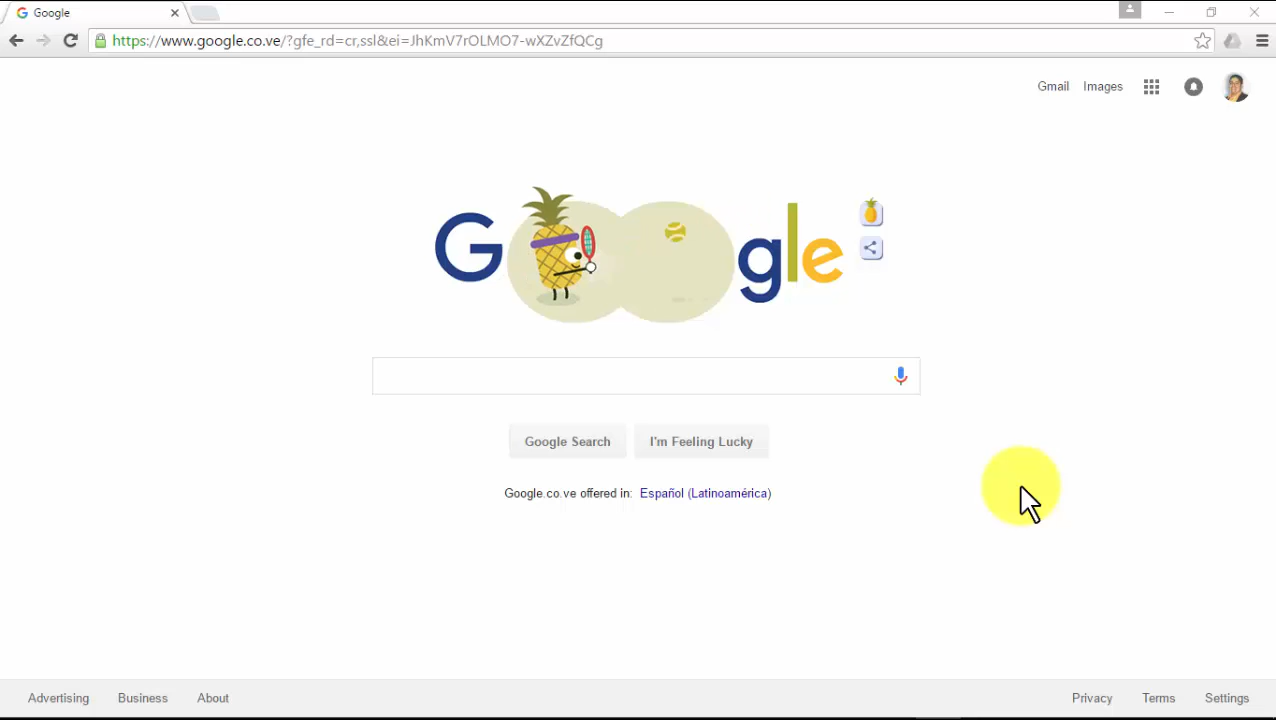 Google
https://www.google.co.ve/?gfe_rd=cr,ssl&ei=JhKmV7rOLMO7-wXZvZfQCg
Gmail Images
G gle
Google Search I'm Feeling Lucky
Google.co.ve offered in: Español (Latinoamérica)
Advertising Business About Privacy Terms Settings